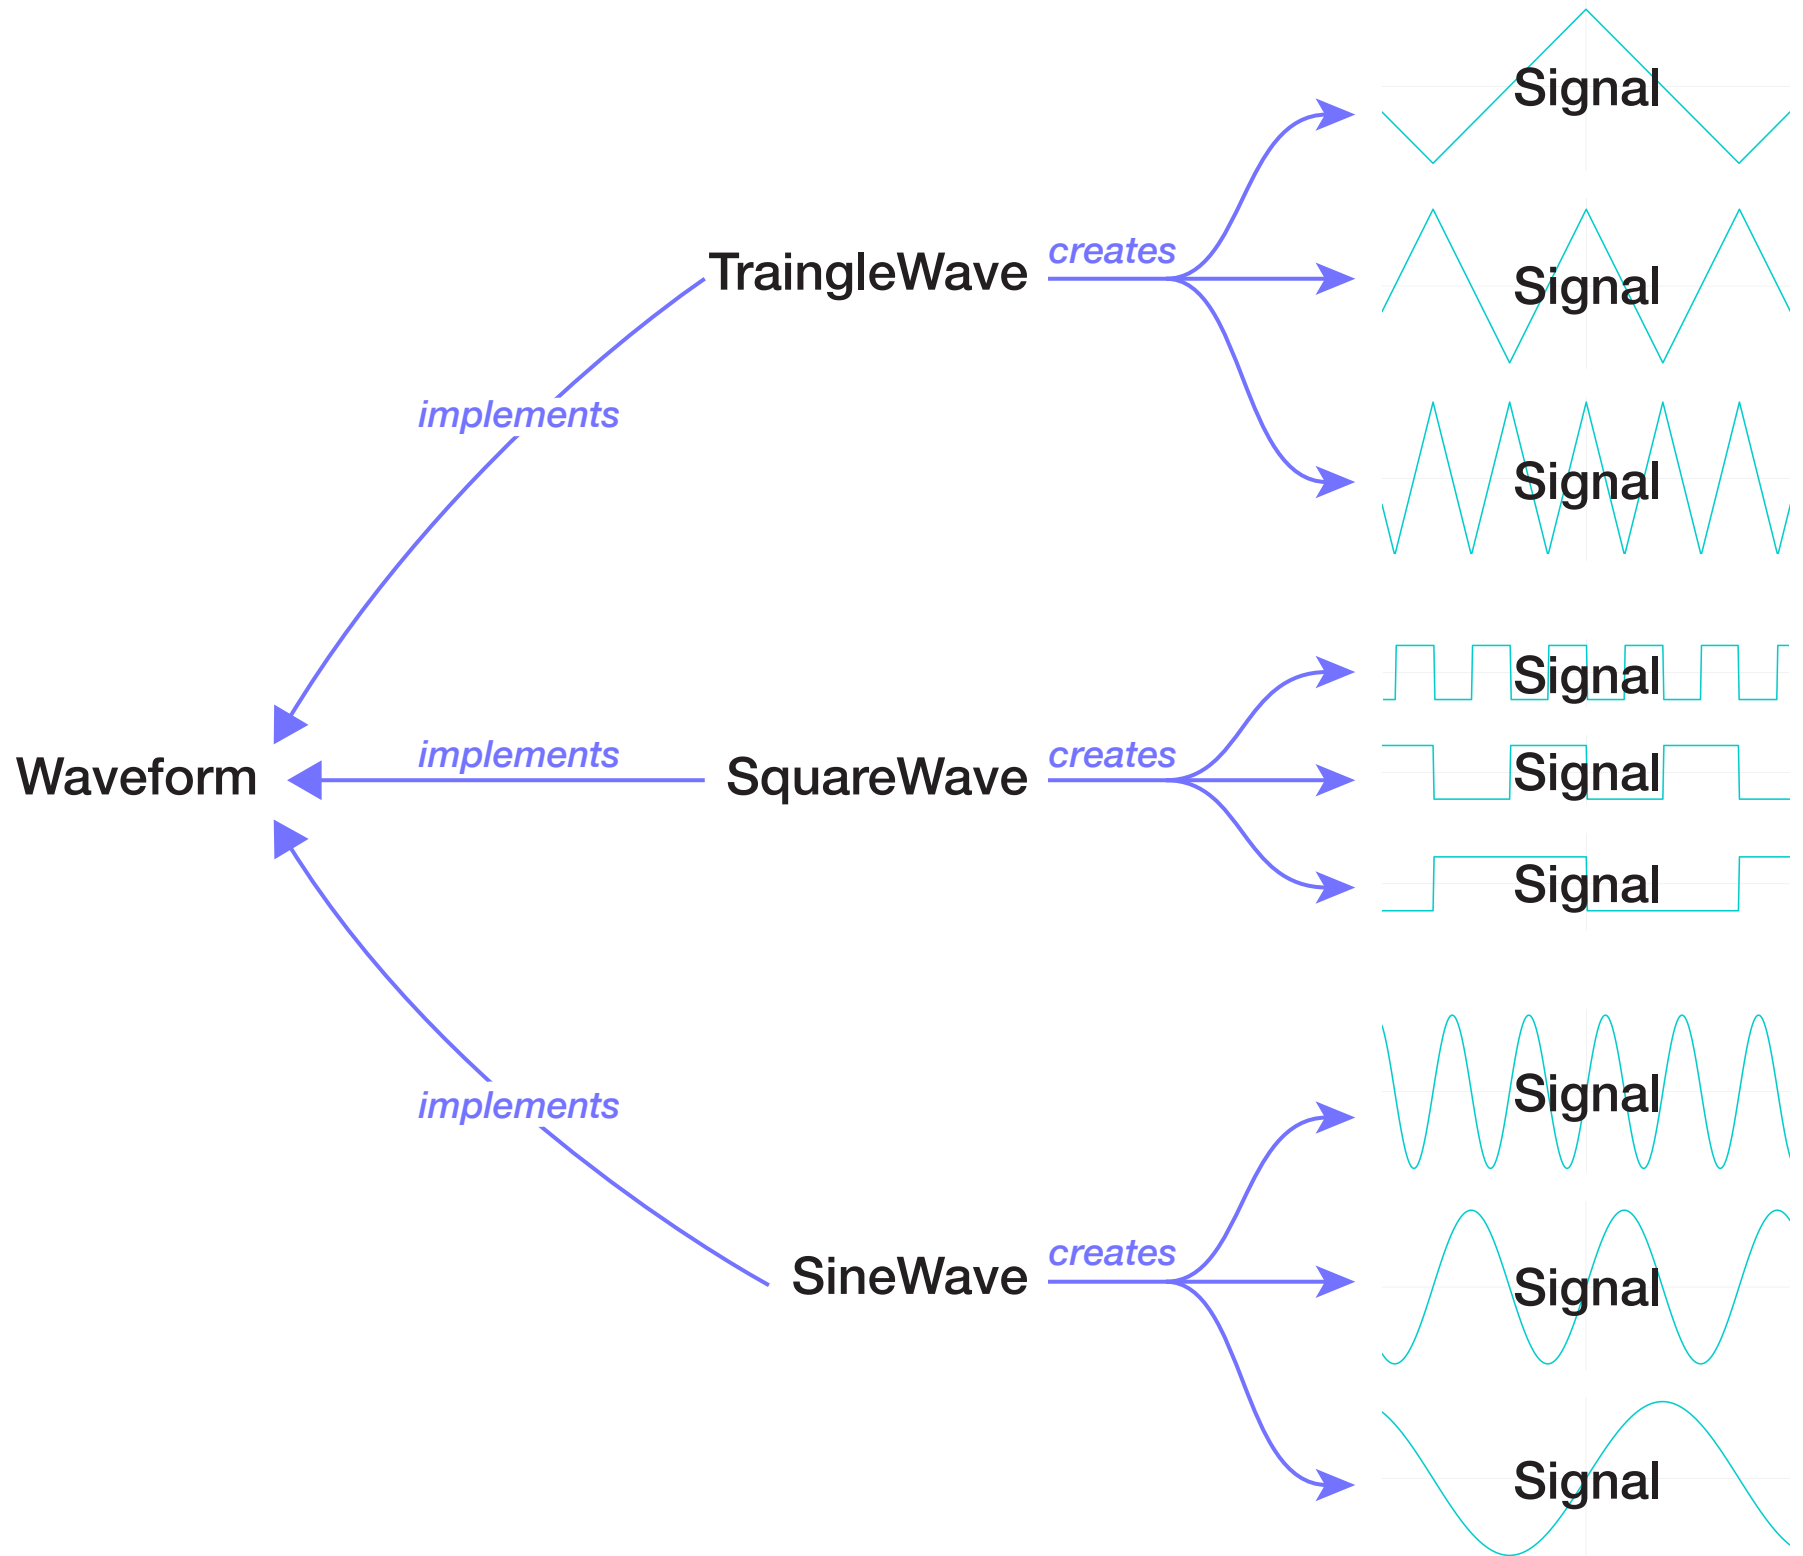 Signal
Signal
Signal
TraingleWave
creates
implements
Signal
Signal
Signal
Waveform
implements
SquareWave
creates
implements
Signal
Signal
Signal
SineWave
creates